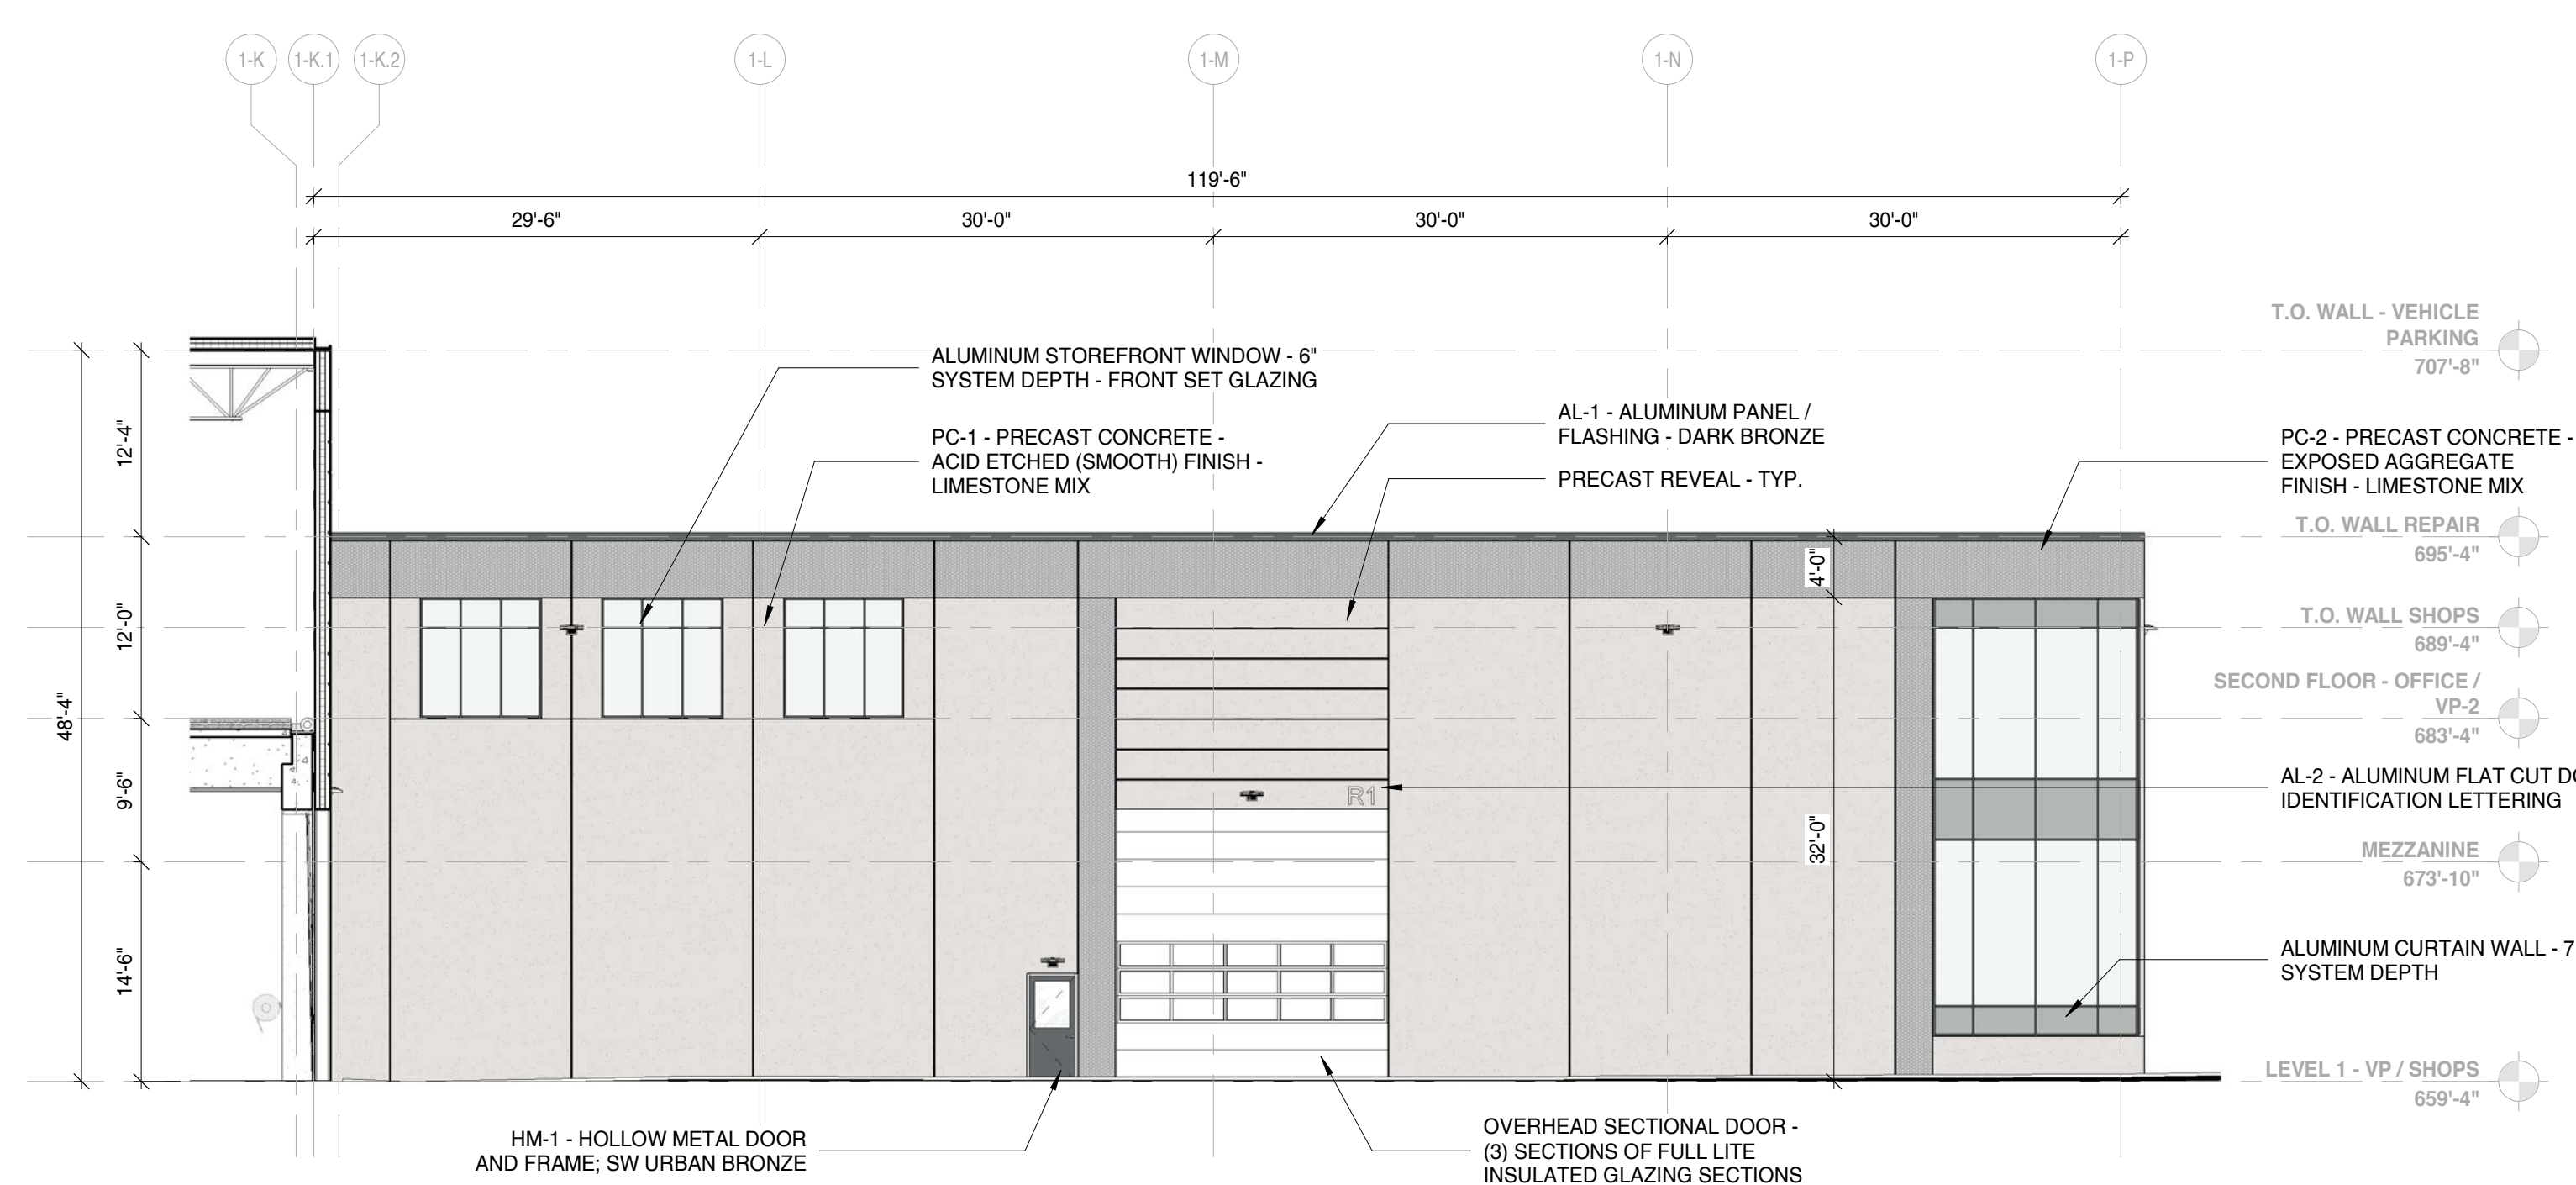 1-K
1-K.1
1-K.2
1-L
1-M
1-N
1-P
119'-6"
29'-6"
30'-0"
30'-0"
30'-0"
T.O. WALL - VEHICLE
PARKING
707'-8"
ALUMINUM STOREFRONT WINDOW - 6"
SYSTEM DEPTH - FRONT SET GLAZING
PC-1 - PRECAST CONCRETE -
ACID ETCHED (SMOOTH) FINISH -
LIMESTONE MIX
AL-1 - ALUMINUM PANEL /
FLASHING - DARK BRONZE
PRECAST REVEAL - TYP.
PC-2 - PRECAST CONCRETE -
EXPOSED AGGREGATE
FINISH - LIMESTONE MIX
T.O. WALL REPAIR
695'-4"
T.O. WALL SHOPS
689'-4"
SECOND FLOOR - OFFICE /
VP-2
683'-4"
AL-2 - ALUMINUM FLAT CUT
IDENTIFICATION LETTERING
MEZZANINE
673'-10"
ALUMINUM CURTAIN WALL - 7
SYSTEM DEPTH
LEVEL 1 - VP / SHOPS
659'-4"
48'-4"
12'-4"
12'-0"
9'-6"
14'-6"
4'-0"
32'-0"
R1
HM-1 - HOLLOW METAL DOOR
AND FRAME; SW URBAN BRONZE
OVERHEAD SECTIONAL DOOR -
(3) SECTIONS OF FULL LITE
INSULATED GLAZING SECTIONS